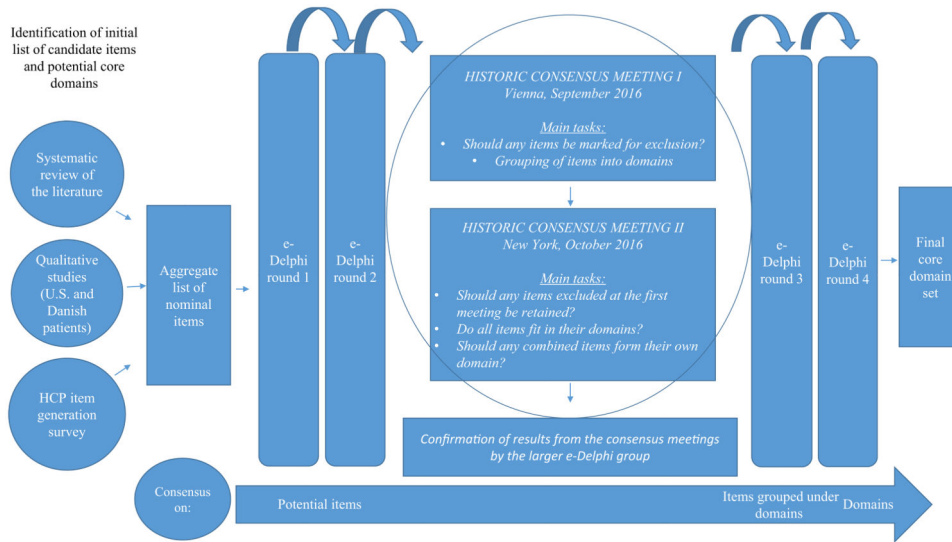 Identification of initial
list of candidate items
and potential core
domains
Systematic
review of
the literature
Qualitative
studies
(U.S. and
Danish
patients)
HCP item
generation
survey
Aggregate
list of
nominal
items
e-
Delphi
round 1
e-
Delphi
round 2
HISTORIC CONSENSUS MEETING I
Vienna, September 2016
Main tasks:
• Should any items be marked for exclusion?
• Grouping of items into domains
HISTORIC CONSENSUS MEETING II
New York, October 2016
Main tasks:
• Should any items excluded at the first
meeting be retained?
• Do all items fit in their domains?
• Should any combined items form their own
domain?
Confirmation of results from the consensus meetings
by the larger e-Delphi group
e-
Delphi
round 3
e-
Delphi
round 4
Final
core
domain
set
Consensus
on:
Potential items
Items grouped under
domains
Domains